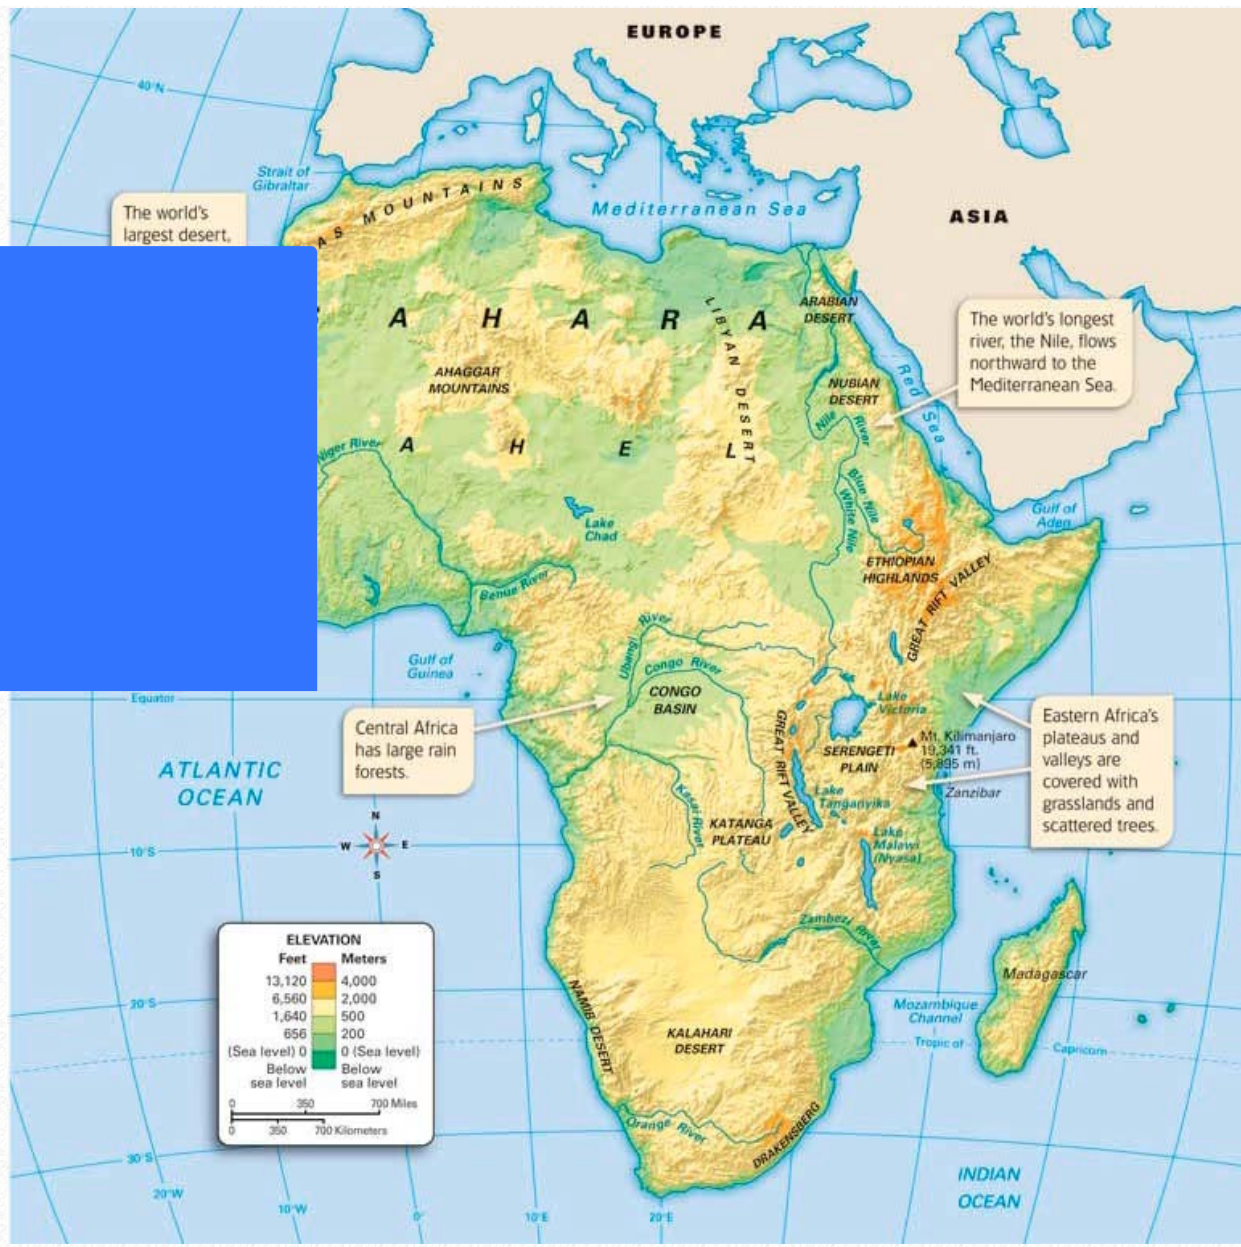 EUROPE
40°N
Strait of
Gibraltar
MOUNTAINS
Mediterranean Sea
ASIA
The world's
largest desert,
AHARA
LIBYAN DESERT
ARABIAN
DESERT
The world's longest
river, the Nile, flows
northward to the
Mediterranean Sea.
Red Sea
AHAGGAR
MOUNTAINS
NUBIAN
DESERT
Nile River
Niger River
AHEL
Blue Nile
White Nile
Gulf of
Aden
Lake
Chad
ETHIOPIAN
HIGHLANDS
GREAT RIFT VALLEY
Benue River
Ubangi River
Congo River
Gulf of
Guinea
CONGO
BASIN
Equator
Lake
Victoria
Central Africa
has large rain
forests.
GREAT RIFT VALLEY
SERENGETI
PLAIN
Mt. Kilimanjaro
19,341 ft.
(5,895 m)
Eastern Africa's
plateaus and
valleys are
covered with
grasslands and
scattered trees.
ATLANTIC
OCEAN
Zanzibar
Lake
Tanganyika
Kasai River
KATANGA
PLATEAU
Lake
Malawi
(Nyasa)
N
W
E
S
10°S
Zambezi River
ELEVATION
Feet Meters
13,120 4,000
6,560 2,000
1,640 500
656 200
(Sea level) 0 0 (Sea level)
Below Below
sea level sea level
0 350 700 Miles
0 350 700 Kilometers
Madagascar
20°S
NAMIB DESERT
Mozambique
Channel
KALAHARI
DESERT
Tropic of Capricorn
Orange River
DRAKENSBERG
30°S
INDIAN
OCEAN
20°W
10°W
0°
10°E
20°E